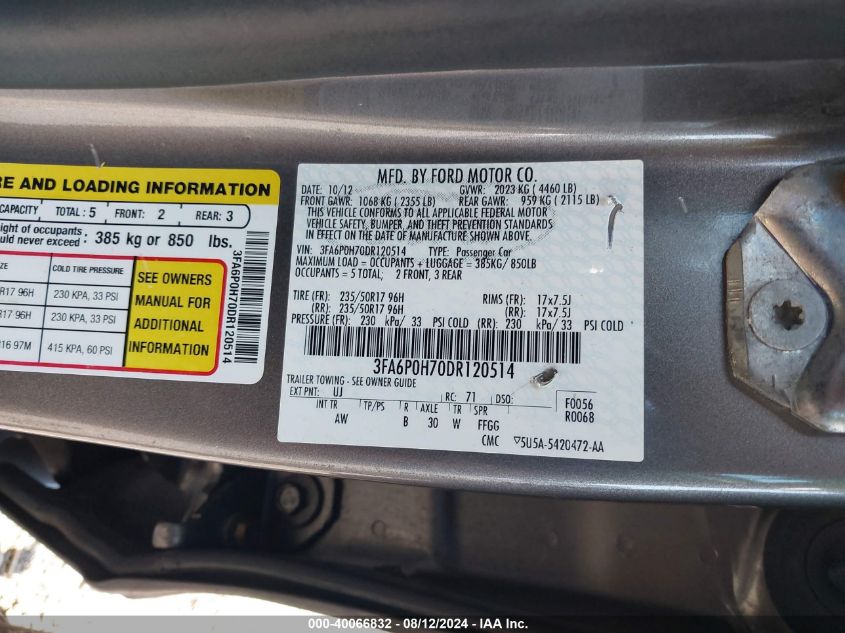 RE AND LOADING INFORMATION
CAPACITY TOTAL : 5 FRONT: 2 REAR: 3
ight of occupants
ould never exceed : 385 kg or 850 lbs.
ZE COLD TIRE PRESSURE
R17 96H 230 KPA, 33 PSI
R17 96H 230 KPA, 33 PSI
R16 97M 415 KPA, 60 PSI
SEE OWNERS
MANUAL FOR
ADDITIONAL
INFORMATION
3FA6P0H70DR120514
MFD. BY FORD MOTOR CO.
DATE: 10/12 GVWR: 2023 KG ( 4460 LB)
FRONT GAWR: 1068 KG ( 2355 LB) REAR GAWR: 959 KG ( 2115 LB)
THIS VEHICLE CONFORMS TO ALL APPLICABLE FEDERAL MOTOR
VEHICLE SAFETY, BUMPER, AND THEFT PREVENTION STANDARDS
IN EFFECT ON THE DATE OF MANUFACTURE SHOWN ABOVE.
VIN: 3FA6P0H70DR120514 TYPE: Passenger Car
MAXIMUM LOAD = OCCUPANTS + LUGGAGE = 385KG/ 850LB
OCCUPANTS = 5 TOTAL; 2 FRONT, 3 REAR
TIRE (FR): 235/50R17 96H RIMS (FR): 17x7.5J
(RR): 235/50R17 96H (RR): 17x7.5J
PRESSURE (FR): 230 kPa/ 33 PSI COLD (RR): 230 kPa/ 33 PSI COLD
3FA6P0H70DR120514
TRAILER TOWING - SEE OWNER GUIDE
EXT PNT: UJ RC: 71 DSO: F0056
R0068
INT TR TP/PS R AXLE TR SPR
AW B 30 W FFGG
CMC ▽5U5A-5420472-AA
000-40066832 - 08/12/2024 - IAA Inc.